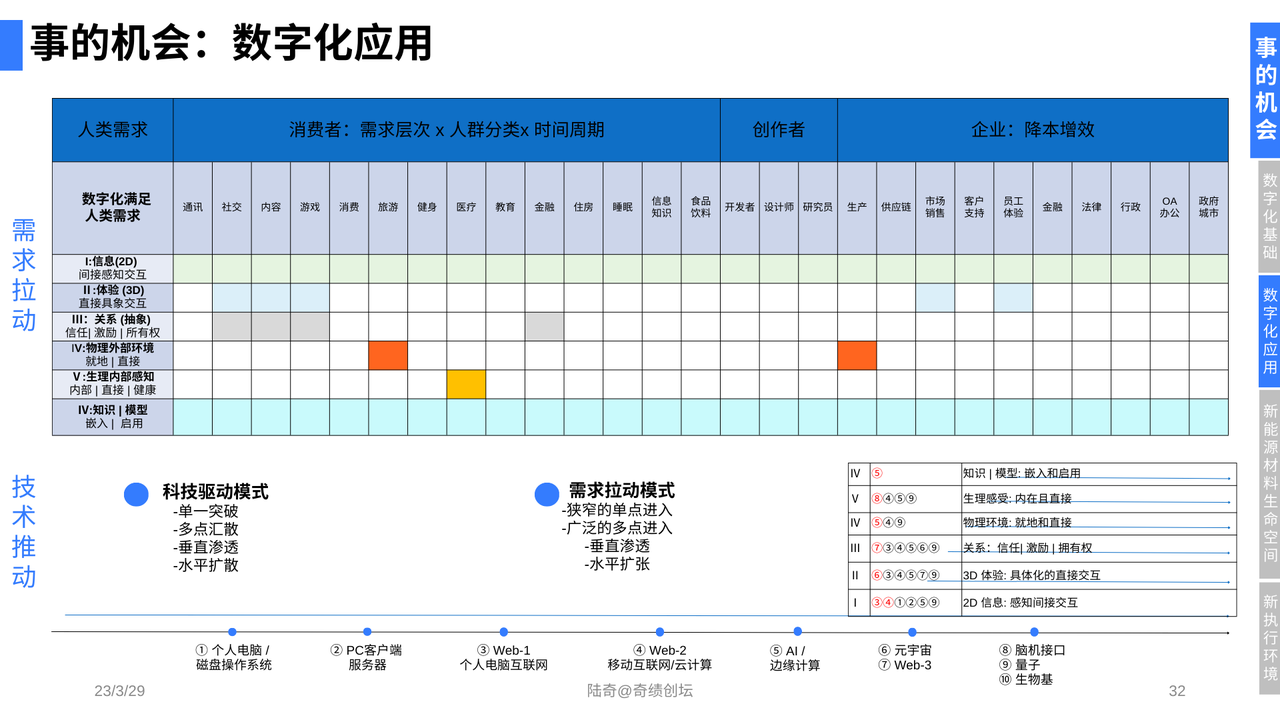 事的机会：数字化应用
人类需求
消费者：需求层次 x 人群分类x 时间周期
创作者
企业：降本增效
数字化满足
人类需求
通讯
社交
内容
游戏
消费
旅游
健身
医疗
教育
金融
住房
睡眠
信息
知识
食品
饮料
开发者
设计师
研究员
生产
供应链
市场
销售
客户
支持
员工
体验
金融
法律
行政
OA
办公
政府
城市
I:信息(2D)
间接感知交互
II :体验 (3D)
直接具象交互
III：关系 (抽象)
信任| 激励 | 所有权
IV:物理外部环境
就地 | 直接
V :生理内部感知
内部 | 直接 | 健康
IV:知识 | 模型
嵌入 | 启用
需求拉动
技术推动
科技驱动模式
-单一突破
-多点汇散
-垂直渗透
-水平扩散
需求拉动模式
-狭窄的单点进入
-广泛的多点进入
-垂直渗透
-水平扩张
IV ⑤ 知识 | 模型: 嵌入和启用
V ⑧④⑤⑨ 生理感受: 内在且直接
IV ⑤④⑨ 物理环境: 就地和直接
III ⑦③④⑤⑥⑨ 关系：信任| 激励 | 拥有权
II ⑥③④⑤⑦⑨ 3D 体验: 具体化的直接交互
I ③④①②⑤⑨ 2D 信息: 感知间接交互
① 个人电脑 /
磁盘操作系统
② PC客户端
服务器
③ Web-1
个人电脑互联网
④ Web-2
移动互联网/云计算
⑤ AI /
边缘计算
⑥ 元宇宙
⑦ Web-3
⑧ 脑机接口
⑨ 量子
⑩ 生物基
23/3/29
陆奇@奇绩创坛
32
事的机会
数字化基础
数字化应用
新能源材料生命空间
新执行环境